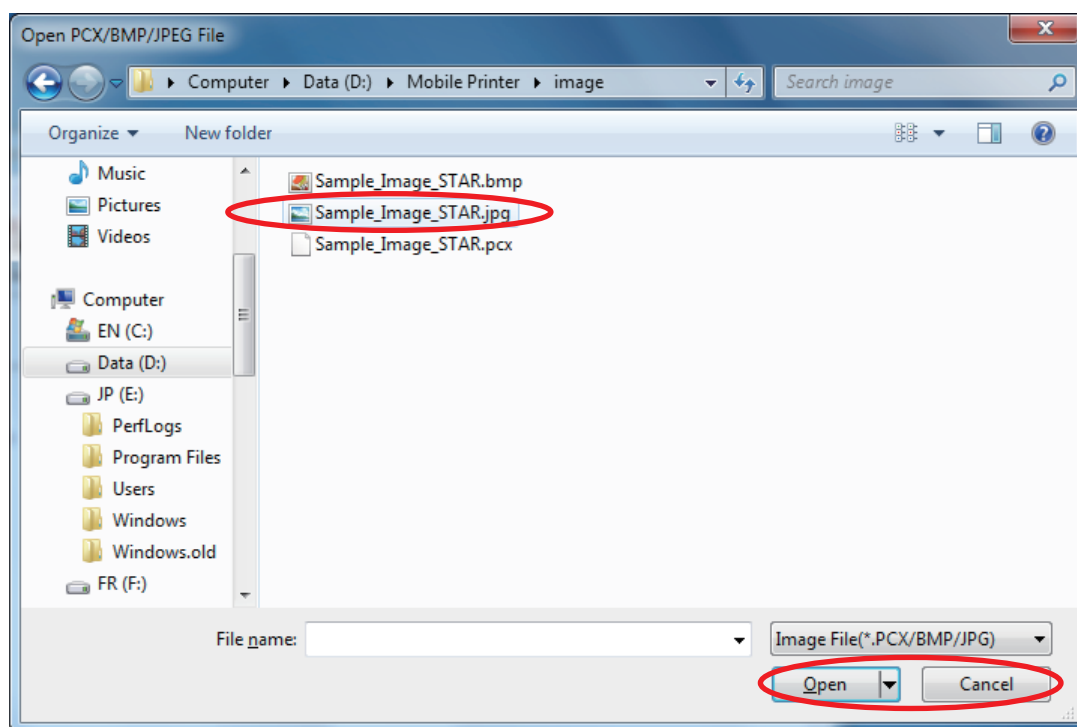 Open PCX/BMP/JPEG File
Computer Data (D:) Mobile Printer image
Search image
Organize New folder
Music
Pictures
Videos
Computer
EN (C:)
Data (D:)
JP (E:)
PerfLogs
Program Files
Users
Windows
Windows.old
FR (F:)
Sample_Image_STAR.bmp
Sample_Image_STAR.jpg
Sample_Image_STAR.pcx
File name:
Image File(*.PCX/BMP/JPG)
Open Cancel